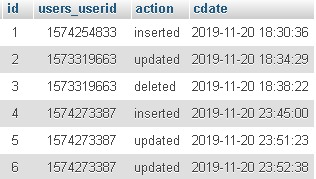 id users_userid action cdate
1 1574254833 inserted 2019-11-20 18:30:36
2 1573319663 updated 2019-11-20 18:34:29
3 1573319663 deleted 2019-11-20 18:38:22
4 1574273387 inserted 2019-11-20 23:45:00
5 1574273387 updated 2019-11-20 23:51:23
6 1574273387 updated 2019-11-20 23:52:38